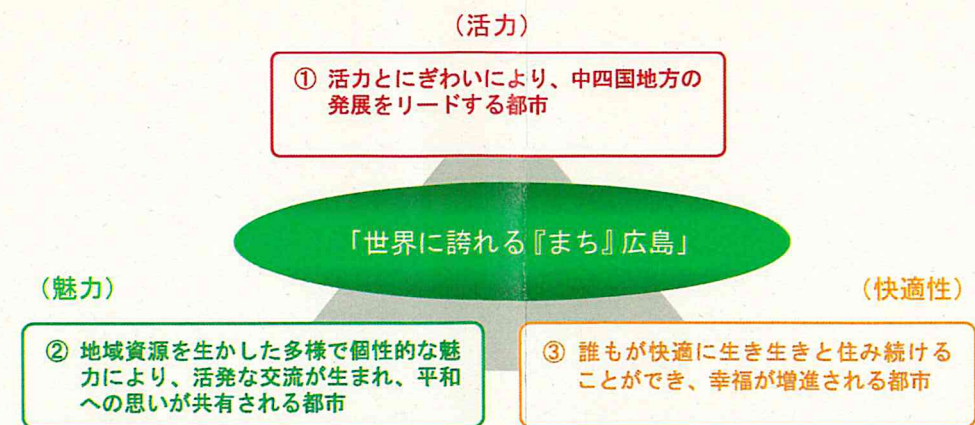 (活力)
① 活力とにぎわいにより、中四国地方の
発展をリードする都市
「世界に誇れる『まち』広島」
(魅力)
(快適性)
② 地域資源を生かした多様で個性的な魅
力により、活発な交流が生まれ、平和
への思いが共有される都市
③ 誰もが快適に生き生きと住み続ける
ことができ、幸福が増進される都市